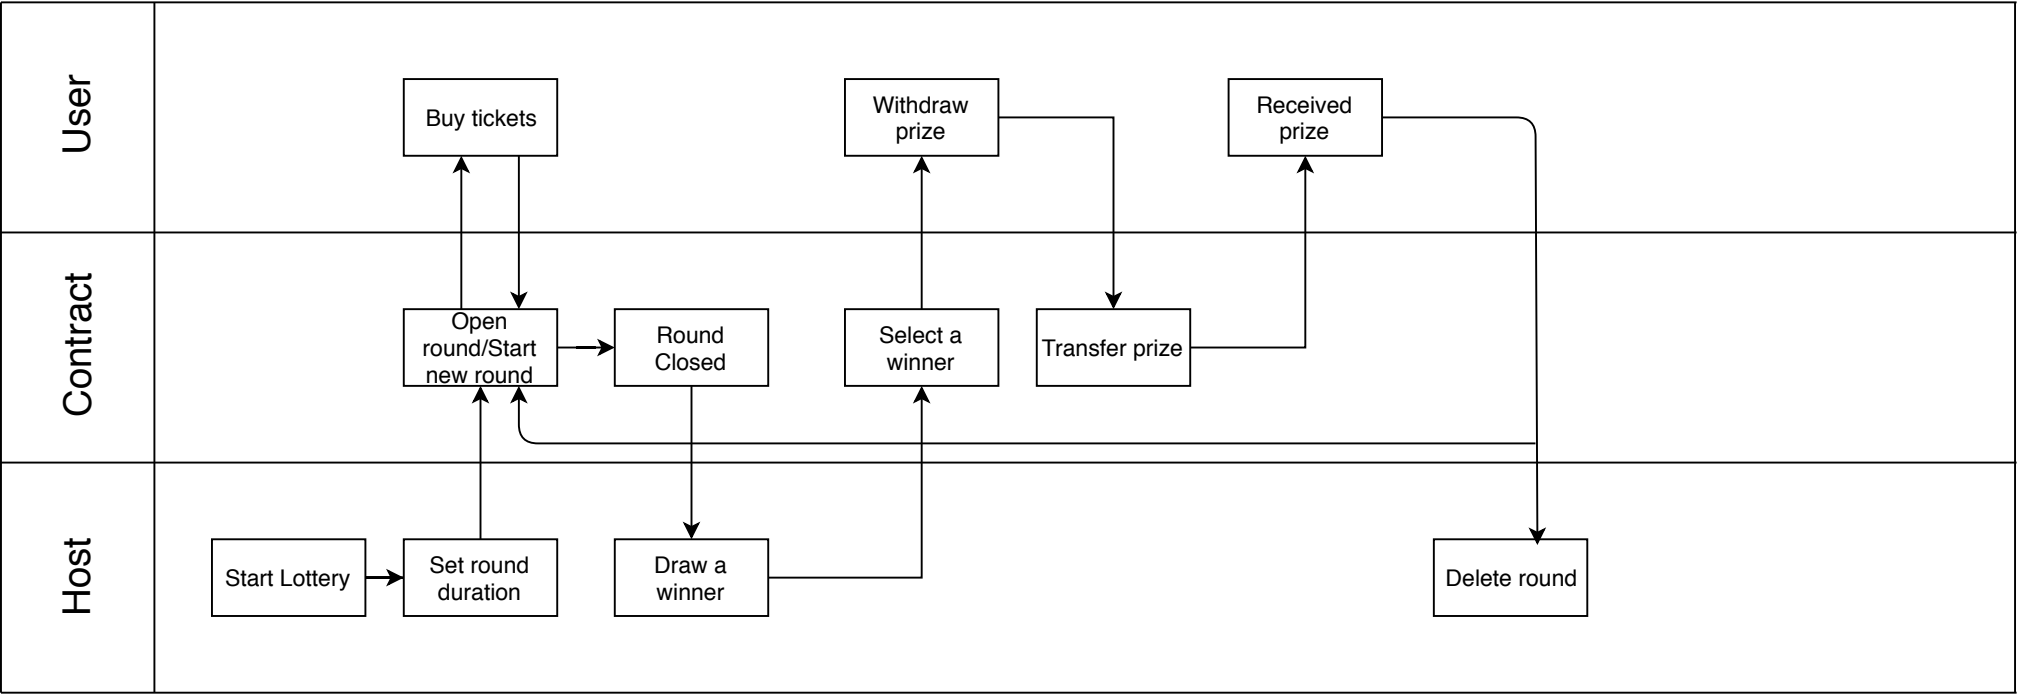 User
Buy tickets
Withdraw
prize
Received
prize
Contract
Open
round/Start
new round
Round
Closed
Select a
winner
Transfer prize
Host
Start Lottery
Set round
duration
Draw a
winner
Delete round